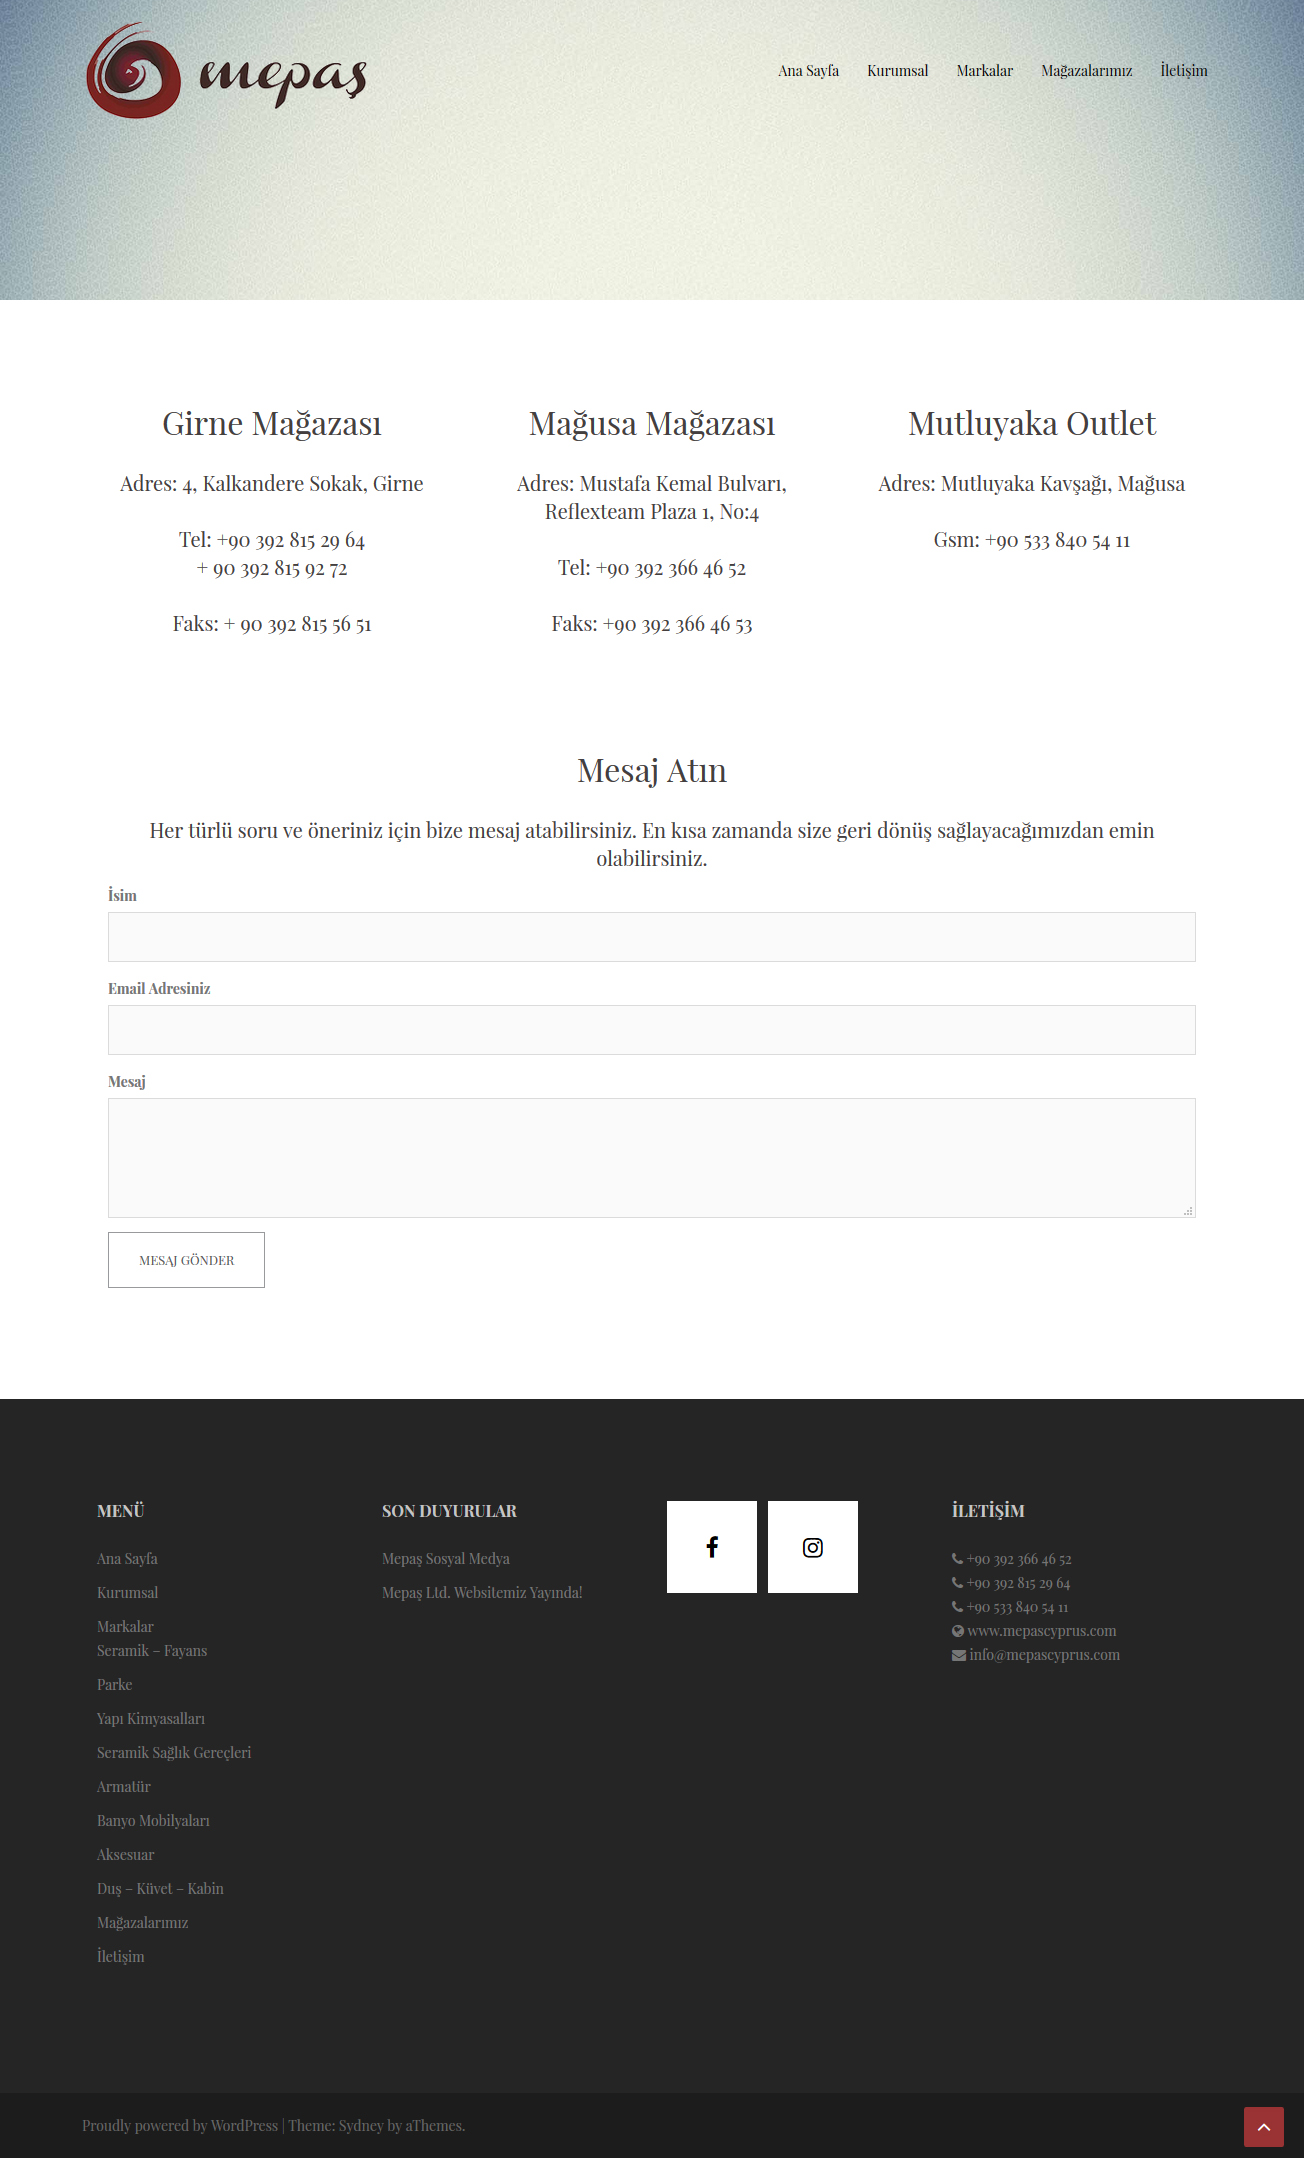 mepaş
Ana Sayfa
Kurumsal
Markalar
Mağazalarımız
İletişim
Girne Mağazası
Adres: 4, Kalkandere Sokak, Girne
Tel: +90 392 815 29 64
+ 90 392 815 92 72
Faks: + 90 392 815 56 51
Mağusa Mağazası
Adres: Mustafa Kemal Bulvarı,
Reflexteam Plaza 1, No:4
Tel: +90 392 366 46 52
Faks: +90 392 366 46 53
Mutluyaka Outlet
Adres: Mutluyaka Kavşağı, Mağusa
Gsm: +90 533 840 54 11
Mesaj Atın
Her türlü soru ve öneriniz için bize mesaj atabilirsiniz. En kısa zamanda size geri dönüş sağlayacağımızdan emin
olabilirsiniz.
İsim
Email Adresiniz
Mesaj
MESAJ GÖNDER
MENÜ
Ana Sayfa
Kurumsal
Markalar
Seramik – Fayans
Parke
Yapı Kimyasalları
Seramik Sağlık Gereçleri
Armatür
Banyo Mobilyaları
Aksesuar
Duş – Küvet – Kabin
Mağazalarımız
İletişim
SON DUYURULAR
Mepaş Sosyal Medya
Mepaş Ltd. Websitemiz Yayında!
İLETİŞİM
+90 392 366 46 52
+90 392 815 29 64
+90 533 840 54 11
www.mepascyprus.com
info@mepascyprus.com
Proudly powered by WordPress | Theme: Sydney by aThemes.